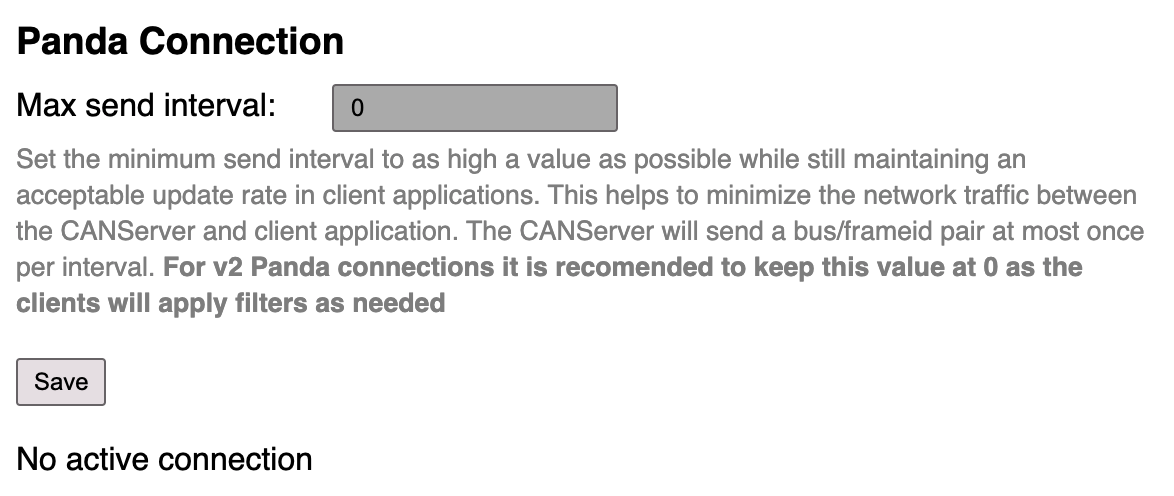 Panda Connection
Max send interval: 0
Set the minimum send interval to as high a value as possible while still maintaining an
acceptable update rate in client applications. This helps to minimize the network traffic between
the CANServer and client application. The CANServer will send a bus/frameid pair at most once
per interval. For v2 Panda connections it is recomended to keep this value at 0 as the
clients will apply filters as needed
Save
No active connection